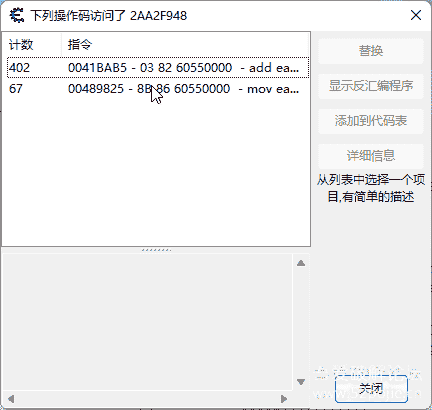 下列操作码访问了 2AA2F948
计数 指令
402 0041BAB5 - 03 82 60550000 - add ea...
67 00489825 - 8B 86 60550000 - mov ea...
替换
显示反汇编程序
添加到代码表
详细信息
从列表中选择一个项
目,有简单的描述
关闭